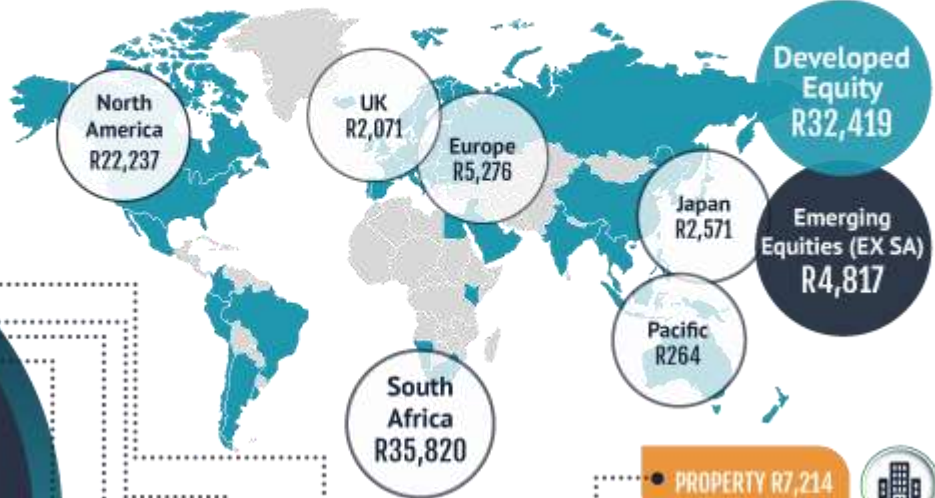 North
America
R22,237
UK
R2,071
Europe
R5,276
Developed
Equity
R32,419
Japan
R2,571
Emerging
Equities (EX SA)
R4,817
Pacific
R264
South
Africa
R35,820
PROPERTY R7,214